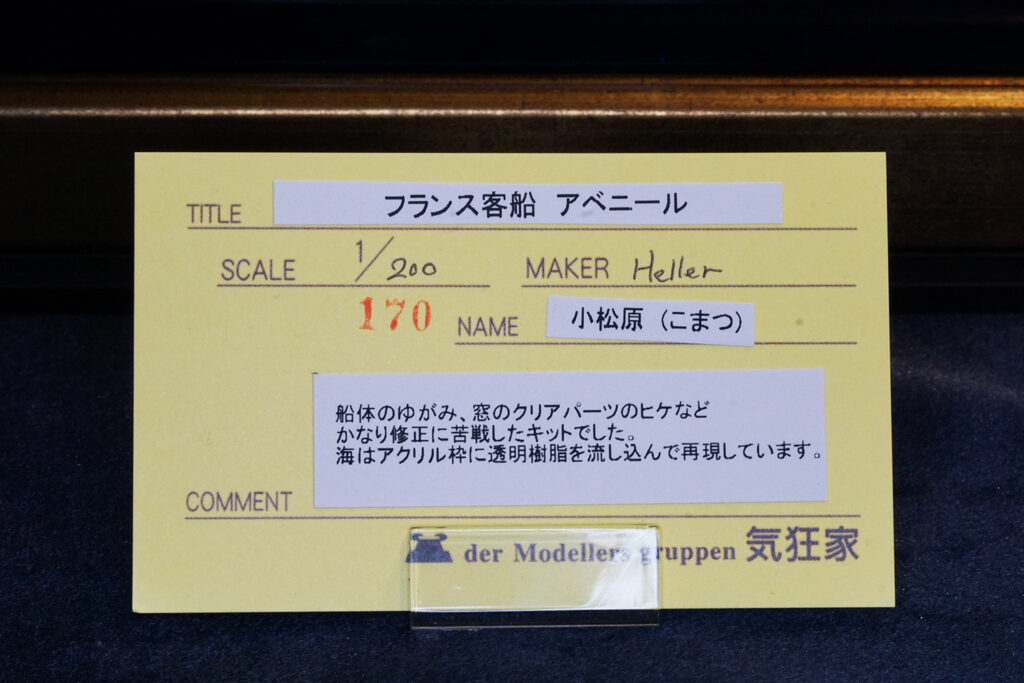 TITLE フランス客船 アベニール
SCALE 1/200 MAKER Heller
170 NAME 小松原 (こまつ)
船体のゆがみ、窓のクリアパーツのヒケなど
かなり修正に苦戦したキットでした。
海はアクリル枠に透明樹脂を流し込んで再現しています。
COMMENT
der Modellers gruppen 気狂家